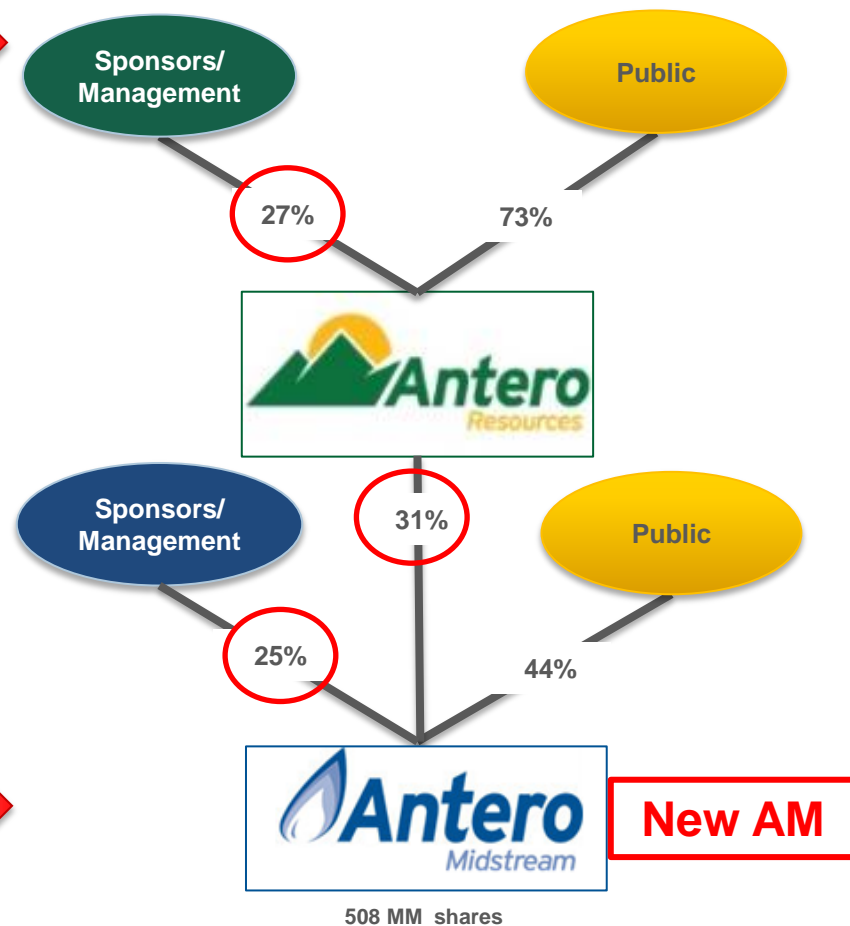 Sponsors/
Management
Public
27%
73%
Antero
Resources
Sponsors/
Management
31%
Public
25%
44%
Antero
Midstream
New AM
508 MM shares